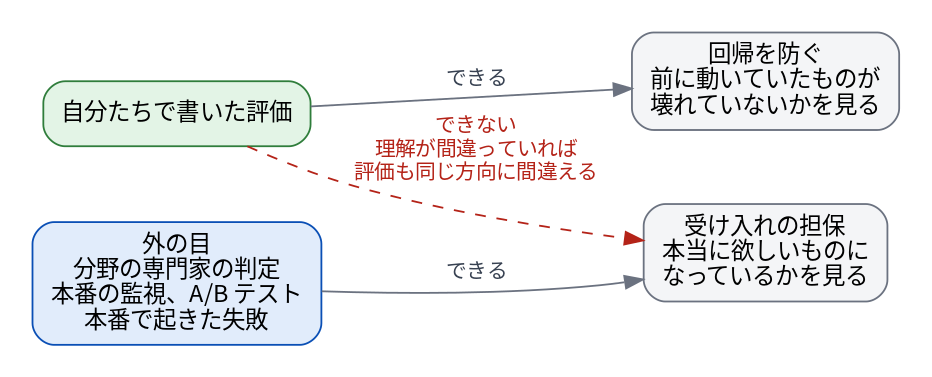 自分たちで書いた評価
できる
回帰を防ぐ
前に動いていたものが
壊れていないかを見る
できない
理解が間違っていれば
評価も同じ方向に間違える
外の目
分野の専門家の判定
本番の監視、A/B テスト
本番で起きた失敗
できる
受け入れの担保
本当に欲しいものに
なっているかを見る